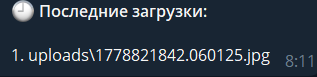 🕘 Последние загрузки:
1. uploads\1778821842.060125.jpg
8:11